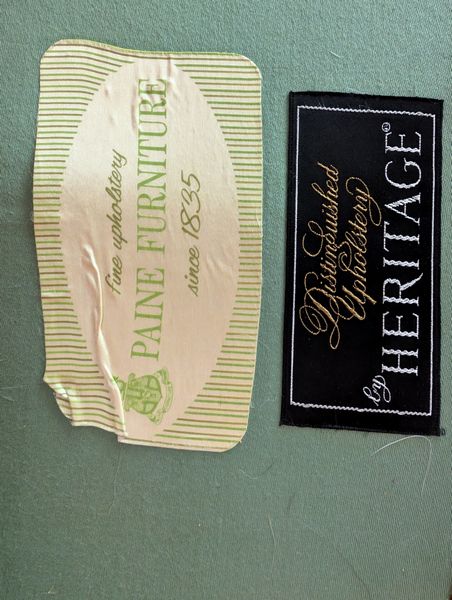 fine upholstery
PAINE FURNITURE
since 1835
Distinguished
Upholstery
by HERITAGE®